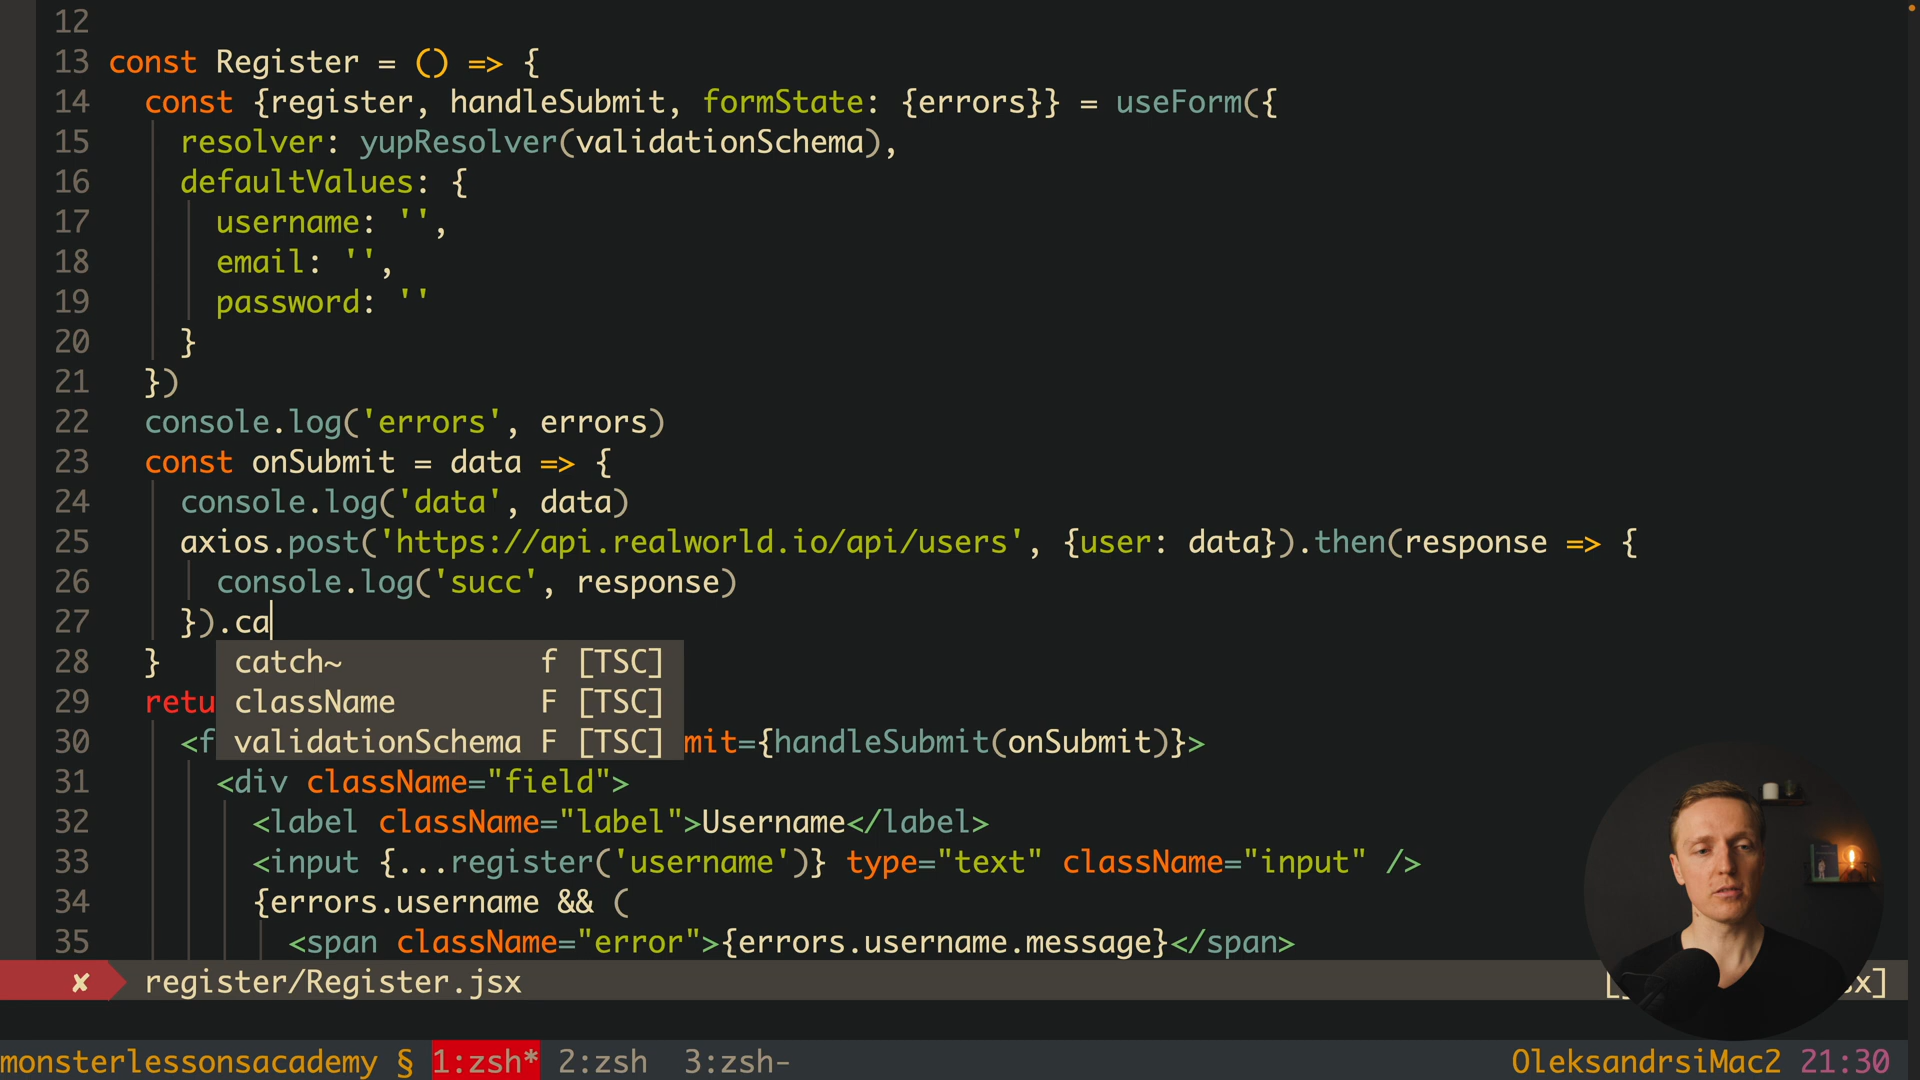 12
13 const Register = () => {
14   const {register, handleSubmit, formState: {errors}} = useForm({
15     resolver: yupResolver(validationSchema),
16     defaultValues: {
17       username: '',
18       email: '',
19       password: ''
20     }
21   })
22   console.log('errors', errors)
23   const onSubmit = data => {
24     console.log('data', data)
25     axios.post('https://api.realworld.io/api/users', {user: data}).then(response => {
26       console.log('succ', response)
27     }).ca
28   } catch~ f [TSC]
29   retu className F [TSC]
30     <f validationSchema F [TSC] mit={handleSubmit(onSubmit)}>
31       <div className="field">
32         <label className="label">Username</label>
33         <input {...register('username')} type="text" className="input" />
34         {errors.username && (
35           <span className="error">{errors.username.message}</span>
✘ register/Register.jsx [ x]
monsterlessonsacademy § 1:zsh* 2:zsh 3:zsh- OleksandrsiMac2 21:30